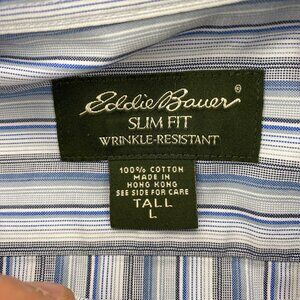 Eddie Bauer®
SLIM FIT
WRINKLE-RESISTANT
100% COTTON
MADE IN
HONG KONG
SEE SIDE FOR CARE
TALL
L